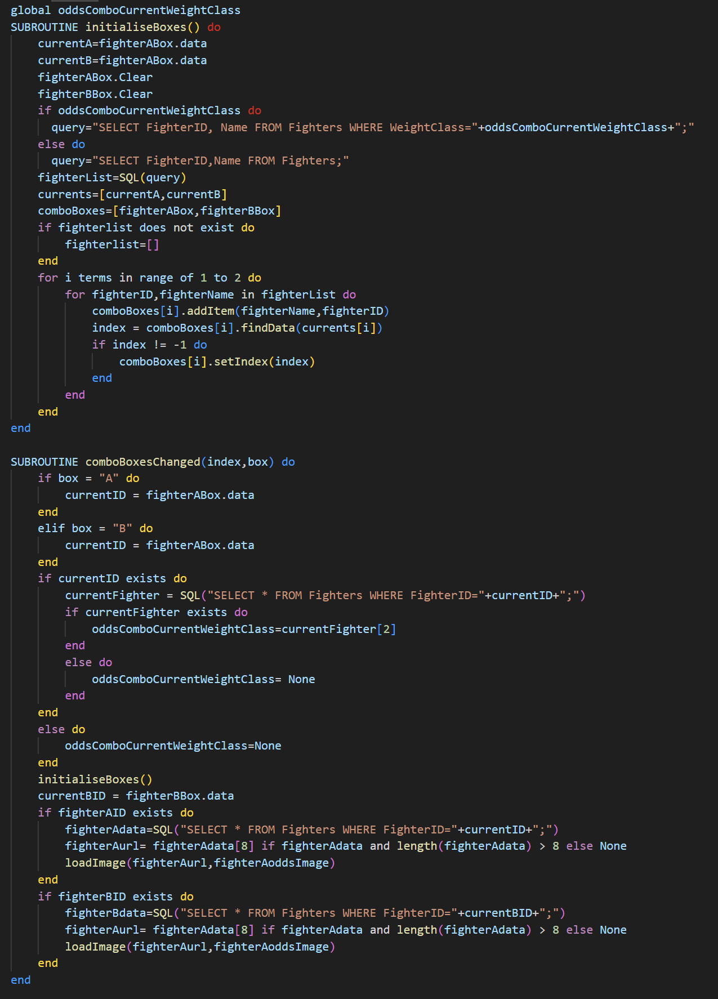 global oddsComboCurrentWeightClass
SUBROUTINE initialiseBoxes() do
    currentA=fighterABox.data
    currentB=fighterABox.data
    fighterABox.Clear
    fighterBBox.Clear
    if oddsComboCurrentWeightClass do
      query="SELECT FighterID, Name FROM Fighters WHERE WeightClass="+oddsComboCurrentWeightClass+";"
    else do
      query="SELECT FighterID,Name FROM Fighters;"
    fighterList=SQL(query)
    currents=[currentA,currentB]
    comboBoxes=[fighterABox,fighterBBox]
    if fighterlist does not exist do
        fighterlist=[]
    end
    for i terms in range of 1 to 2 do
        for fighterID,fighterName in fighterList do
            comboBoxes[i].addItem(fighterName,fighterID)
            index = comboBoxes[i].findData(currents[i])
            if index != -1 do
                comboBoxes[i].setIndex(index)
            end
        end
    end
end

SUBROUTINE comboBoxesChanged(index,box) do
    if box = "A" do
        currentID = fighterABox.data
    end
    elif box = "B" do
        currentID = fighterABox.data
    end
    if currentID exists do
        currentFighter = SQL("SELECT * FROM Fighters WHERE FighterID="+currentID+";")
        if currentFighter exists do
            oddsComboCurrentWeightClass=currentFighter[2]
        end
        else do
            oddsComboCurrentWeightClass= None
        end
    end
    else do
        oddsComboCurrentWeightClass=None
    end
    initialiseBoxes()
    currentBID = fighterBBox.data
    if fighterAID exists do
        fighterAdata=SQL("SELECT * FROM Fighters WHERE FighterID="+currentID+";")
        fighterAurl= fighterAdata[8] if fighterAdata and length(fighterAdata) > 8 else None
        loadImage(fighterAurl,fighterAoddsImage)
    end
    if fighterBID exists do
        fighterBdata=SQL("SELECT * FROM Fighters WHERE FighterID="+currentBID+";")
        fighterAurl= fighterAdata[8] if fighterAdata and length(fighterAdata) > 8 else None
        loadImage(fighterAurl,fighterAoddsImage)
    end
end